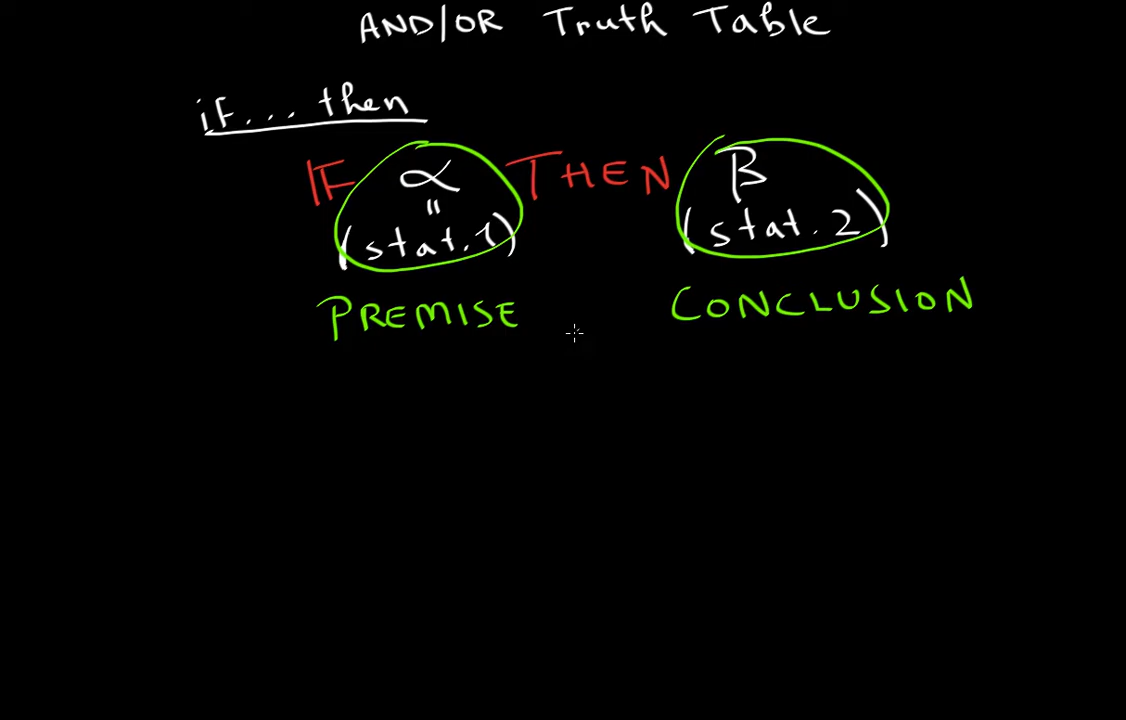 AND/OR Truth Table
if... then
IF α THEN β
=
(stat. 1) (stat. 2)
PREMISE CONCLUSION